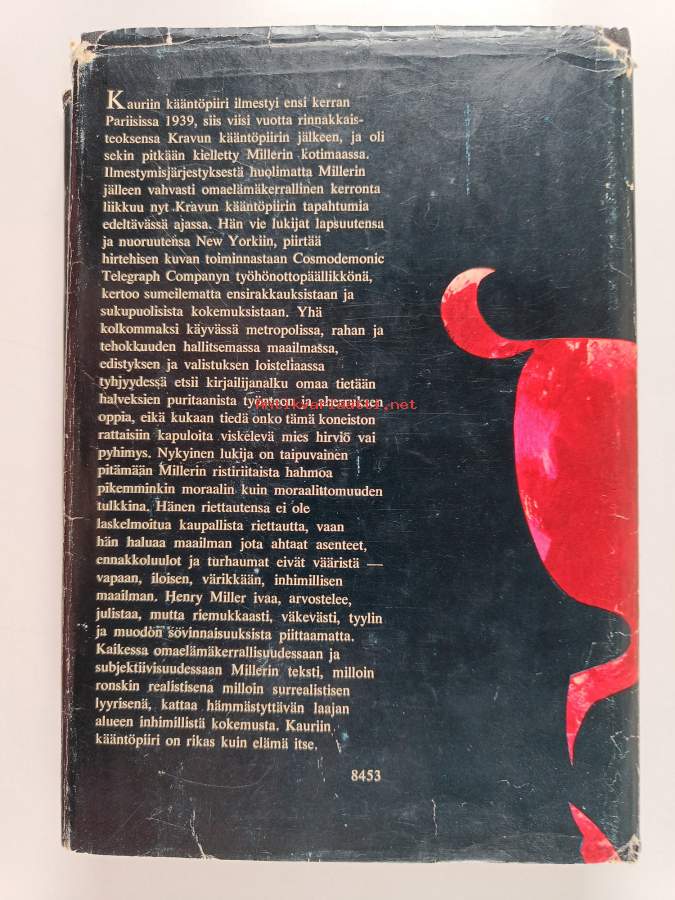 Kauriin kääntöpiiri ilmestyi ensi kerran
Pariisissa 1939, siis viisi vuotta rinnakkais-
teoksensa Kravun kääntöpiirin jälkeen, ja oli
sekin pitkään kielletty Millerin kotimaassa.
Ilmestymisjärjestyksestä huolimatta Millerin
jälleen vahvasti omaelämäkerrallinen kerronta
liikkuu nyt Kravun kääntöpiirin tapahtumia
edeltävässä ajassa. Hän vie lukijat lapsuutensa
ja nuoruutensa New Yorkiin, piirtää
hirtehisen kuvan toiminnastaan Cosmodemonic
Telegraph Companyn työhönottopäällikkönä,
kertoo sumeilematta ensirakkauksistaan ja
sukupuolisista kokemuksistaan. Yhä
kolkommaksi käyvässä metropolissa, rahan ja
tehokkuuden hallitsemassa maailmassa,
edistyksen ja valistuksen loisteliaassa
tyhjyydessä etsii kirjailijanalku omaa tietään
halveksien puritaanista työnteon ja ahertuksen
antikvariaatti.net
oppia, eikä kukaan tiedä onko tämä koneiston
rattaisiin kapuloita viskelevä mies hirviö vai
pyhimys. Nykyinen lukija on taipuvainen
pitämään Millerin ristiriitaista hahmoa
pikemminkin moraalin kuin moraalittomuuden
tulkkina. Hänen riettautensa ei ole
laskelmoitua kaupallista riettautta, vaan
hän haluaa maailman jota ahtaat asenteet,
ennakkoluulot ja turhaumat eivät vääristä —
vapaan, iloisen, värikkään, inhimillisen
maailman. Henry Miller ivaa, arvostelee,
julistaa, mutta riemukkaasti, väkevästi, tyylin
ja muodon sovinnaisuuksista piittaamatta.
Kaikessa omaelämäkerrallisuudessaan ja
subjektiivisuudessaan Millerin teksti, milloin
ronskin realistisena milloin surrealistisen
lyyrisenä, kattaa hämmästyttävän laajan
alueen inhimillistä kokemusta. Kauriin
kääntöpiiri on rikas kuin elämä itse.
8453